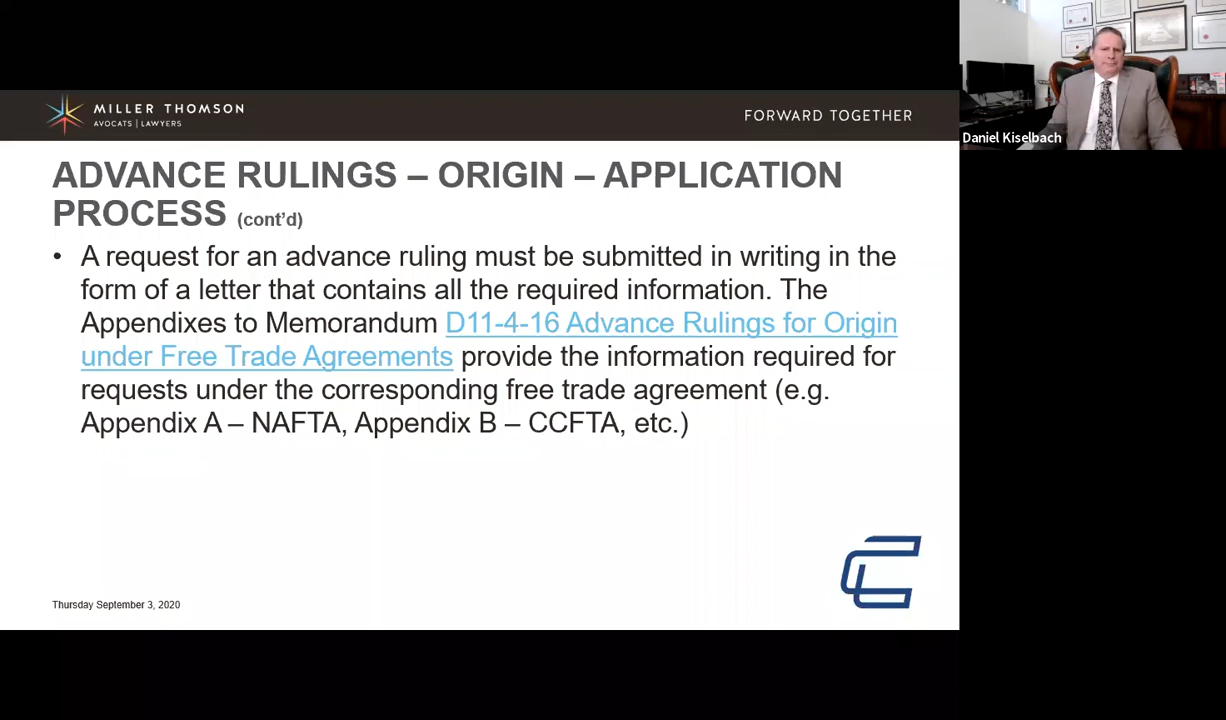 MILLER THOMSON
AVOCATS | LAWYERS
FORWARD TOGETHER
Daniel Kiselbach
ADVANCE RULINGS – ORIGIN – APPLICATION
PROCESS (cont’d)
• A request for an advance ruling must be submitted in writing in the
form of a letter that contains all the required information. The
Appendixes to Memorandum D11-4-16 Advance Rulings for Origin
under Free Trade Agreements provide the information required for
requests under the corresponding free trade agreement (e.g.
Appendix A – NAFTA, Appendix B – CCFTA, etc.)
Thursday September 3, 2020